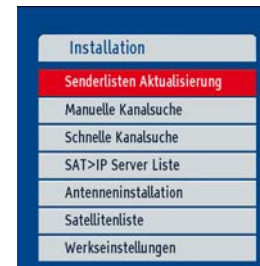 Installation
Senderlisten Aktualisierung
Manuelle Kanalsuche
Schnelle Kanalsuche
SAT>IP Server Liste
Antenneninstallation
Satellitenliste
Werkseinstellungen